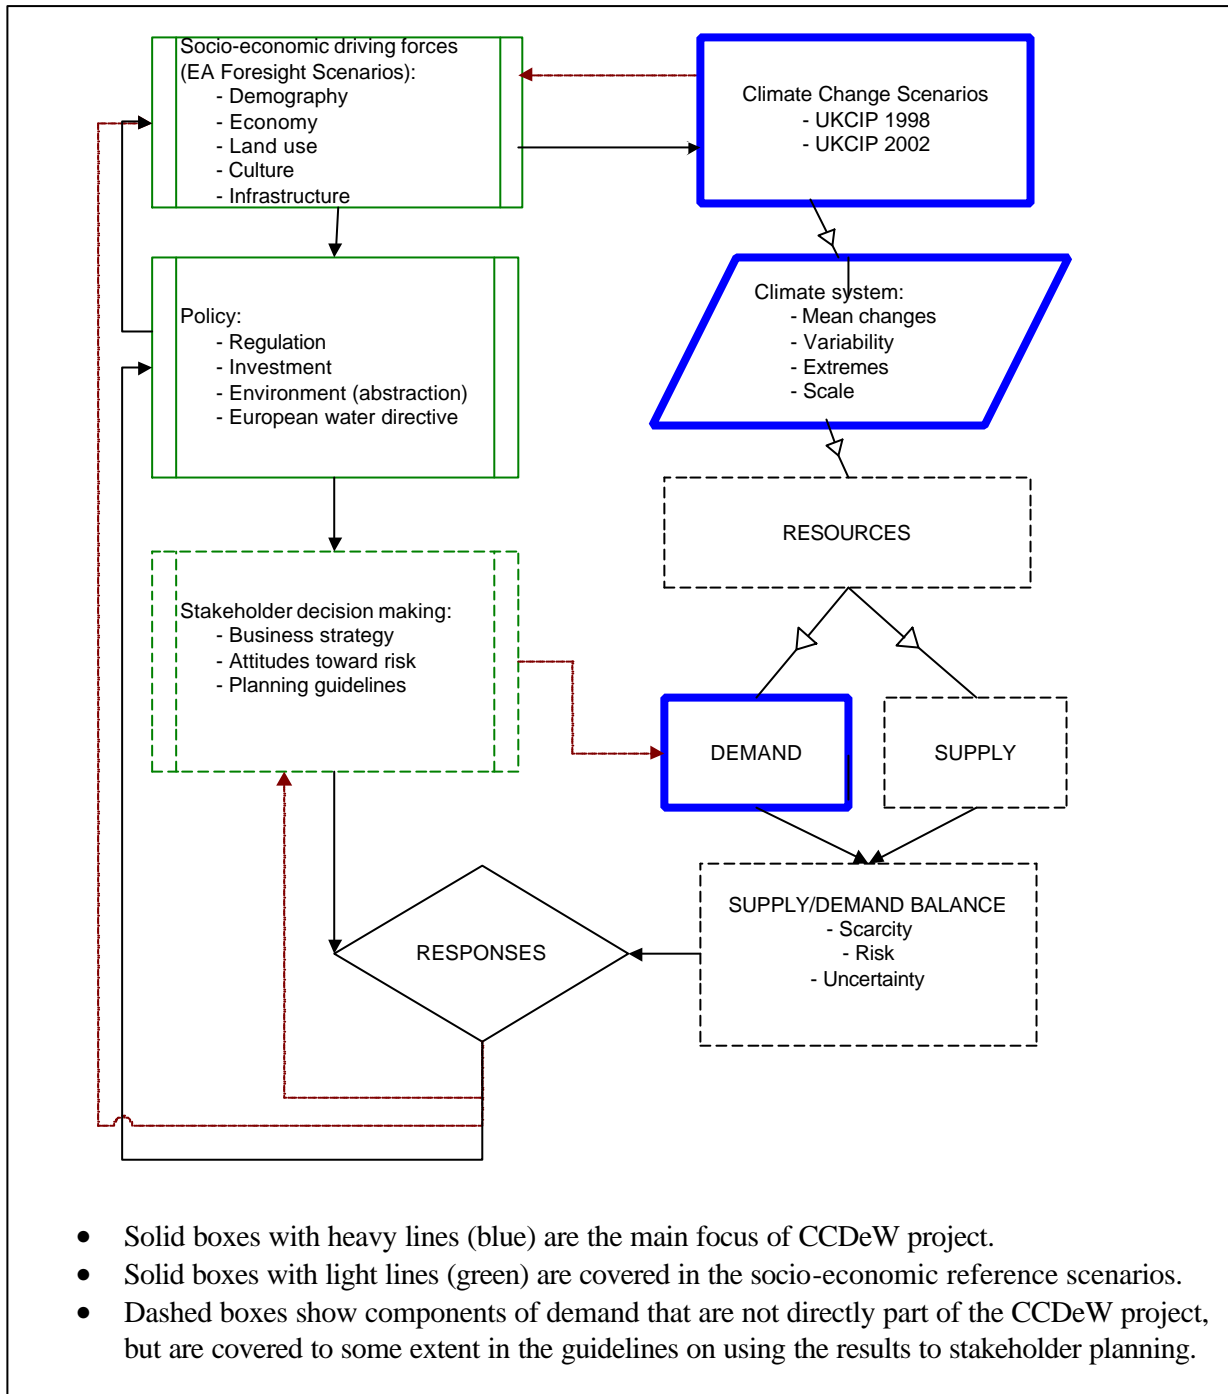 Socio-economic driving forces
(EA Foresight Scenarios):
- Demography
- Economy
- Land use
- Culture
- Infrastructure
Climate Change Scenarios
- UKCIP 1998
- UKCIP 2002
Policy:
- Regulation
- Investment
- Environment (abstraction)
- European water directive
Climate system:
- Mean changes
- Variability
- Extremes
- Scale
RESOURCES
Stakeholder decision making:
- Business strategy
- Attitudes toward risk
- Planning guidelines
DEMAND
SUPPLY
RESPONSES
SUPPLY/DEMAND BALANCE
- Scarcity
- Risk
- Uncertainty
• Solid boxes with heavy lines (blue) are the main focus of CCDeW project.
• Solid boxes with light lines (green) are covered in the socio-economic reference scenarios.
• Dashed boxes show components of demand that are not directly part of the CCDeW project,
but are covered to some extent in the guidelines on using the results to stakeholder planning.